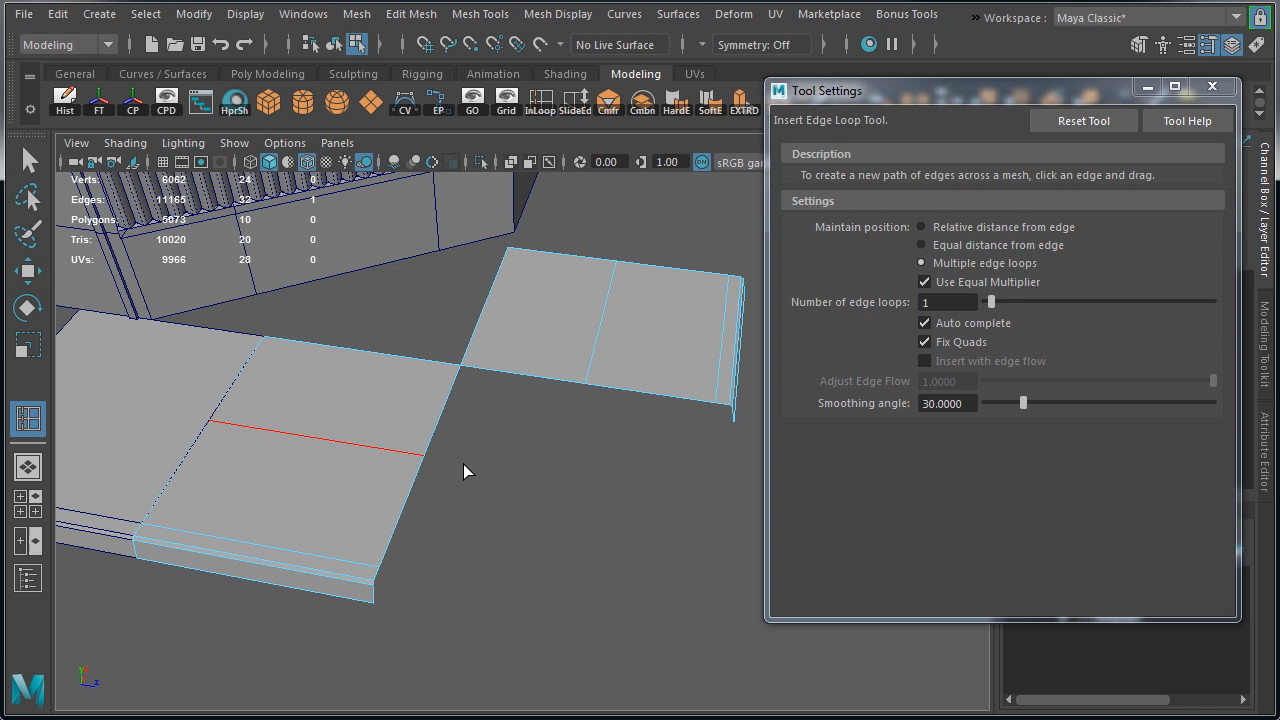 File Edit Create Select Modify Display Windows Mesh Edit Mesh Mesh Tools Mesh Display Curves Surfaces Deform UV Marketplace Bonus Tools
Workspace : Maya Classic*
Modeling No Live Surface Symmetry: Off
General Curves / Surfaces Poly Modeling Sculpting Rigging Animation Shading Modeling UVs
Hist FT CP CPD HprSh CV EP GO Grid InLoop SlideEd Cmfr Cmbn HardE SoftE EXTRD
View Shading Lighting Show Options Panels
0.00 1.00 ON sRGB gam
Verts: 6062 24 0
Edges: 11165 32 1
Polygons: 5073 10 0
Tris: 10020 20 0
UVs: 9966 28 0
Tool Settings
Insert Edge Loop Tool.
Reset Tool
Tool Help
Description
To create a new path of edges across a mesh, click an edge and drag.
Settings
Maintain position: Relative distance from edge
Equal distance from edge
Multiple edge loops
Use Equal Multiplier
Number of edge loops: 1
Auto complete
Fix Quads
Insert with edge flow
Adjust Edge Flow 1.0000
Smoothing angle: 30.0000
Channel Box / Layer Editor
Modeling Toolkit
Attribute Editor
y
z
M